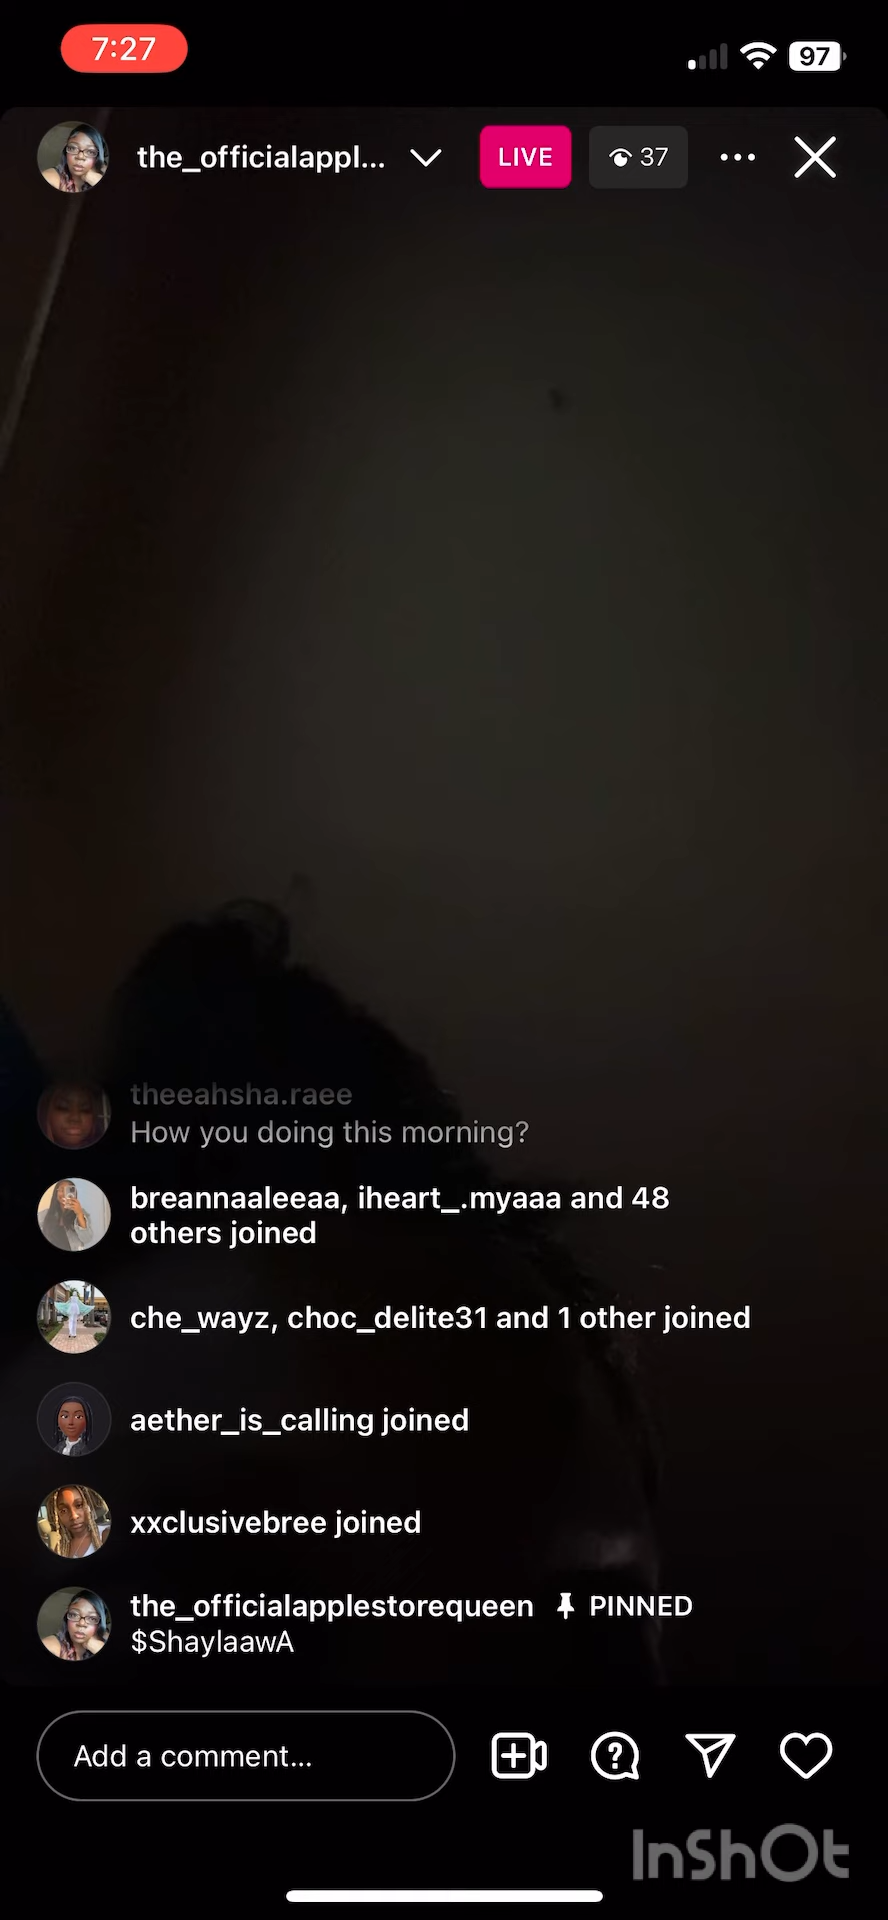 7:27
97
the_officialappl...
LIVE
37
theeahsha.raee
How you doing this morning?
breannaaleeaa, iheart_.myaaa and 48
others joined
che_wayz, choc_delite31 and 1 other joined
aether_is_calling joined
xxclusivebree joined
the_officialapplestorequeen PINNED
$ShaylaawA
Add a comment...
InShOt